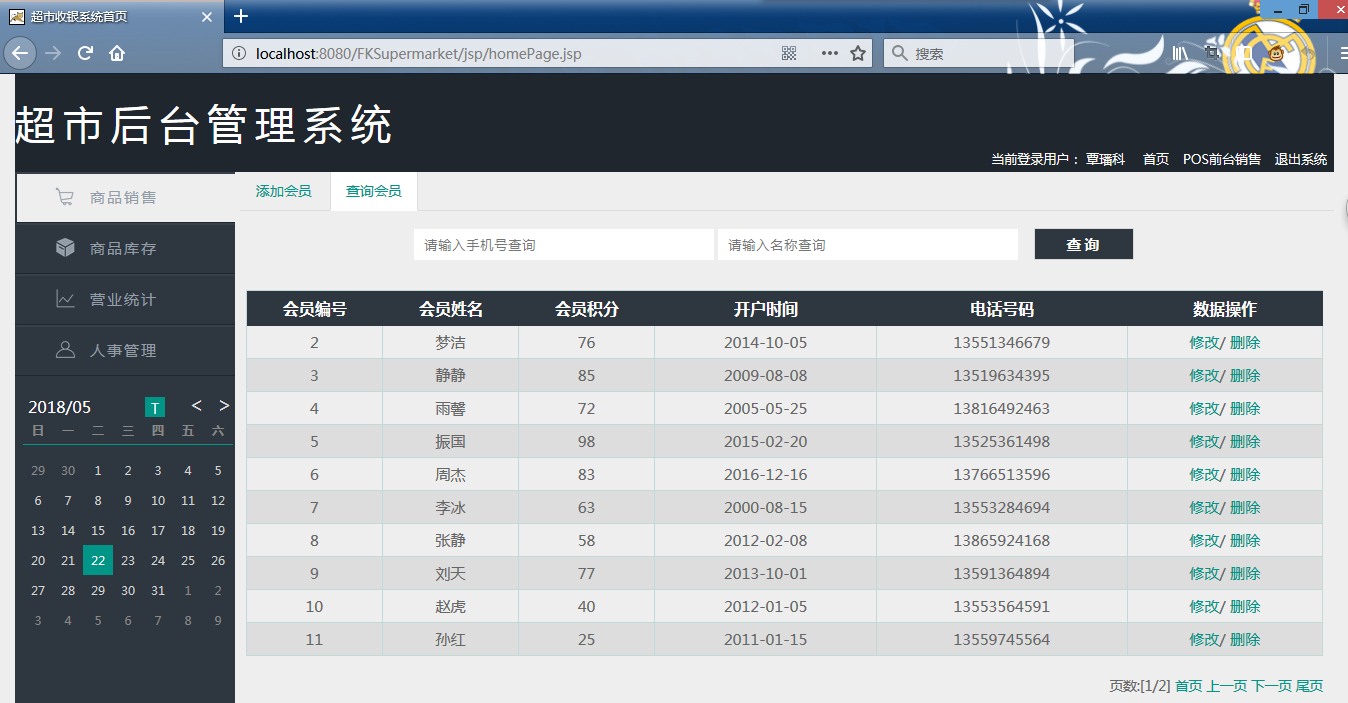 超市收银系统首页
localhost:8080/FKSupermarket/jsp/homePage.jsp
搜索
超市后台管理系统
当前登录用户： 覃璠科 首页 POS前台销售 退出系统
商品销售
商品库存
营业统计
人事管理
2018/05 T < >
日 一 二 三 四 五 六
29 30 1 2 3 4 5
6 7 8 9 10 11 12
13 14 15 16 17 18 19
20 21 22 23 24 25 26
27 28 29 30 31 1 2
3 4 5 6 7 8 9
添加会员 查询会员
请输入手机号查询 请输入名称查询 查询
会员编号 会员姓名 会员积分 开户时间 电话号码 数据操作
2 梦洁 76 2014-10-05 13551346679 修改/ 删除
3 静静 85 2009-08-08 13519634395 修改/ 删除
4 雨馨 72 2005-05-25 13816492463 修改/ 删除
5 振国 98 2015-02-20 13525361498 修改/ 删除
6 周杰 83 2016-12-16 13766513596 修改/ 删除
7 李冰 63 2000-08-15 13553284694 修改/ 删除
8 张静 58 2012-02-08 13865924168 修改/ 删除
9 刘天 77 2013-10-01 13591364894 修改/ 删除
10 赵虎 40 2012-01-05 13553564591 修改/ 删除
11 孙红 25 2011-01-15 13559745564 修改/ 删除
页数:[1/2] 首页 上一页 下一页 尾页